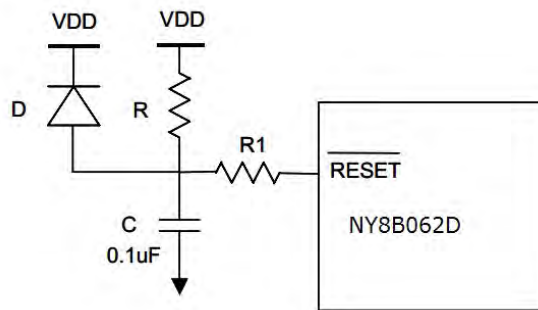 VDD
VDD
D
R
R1
RESET
C
0.1uF
NY8B062D